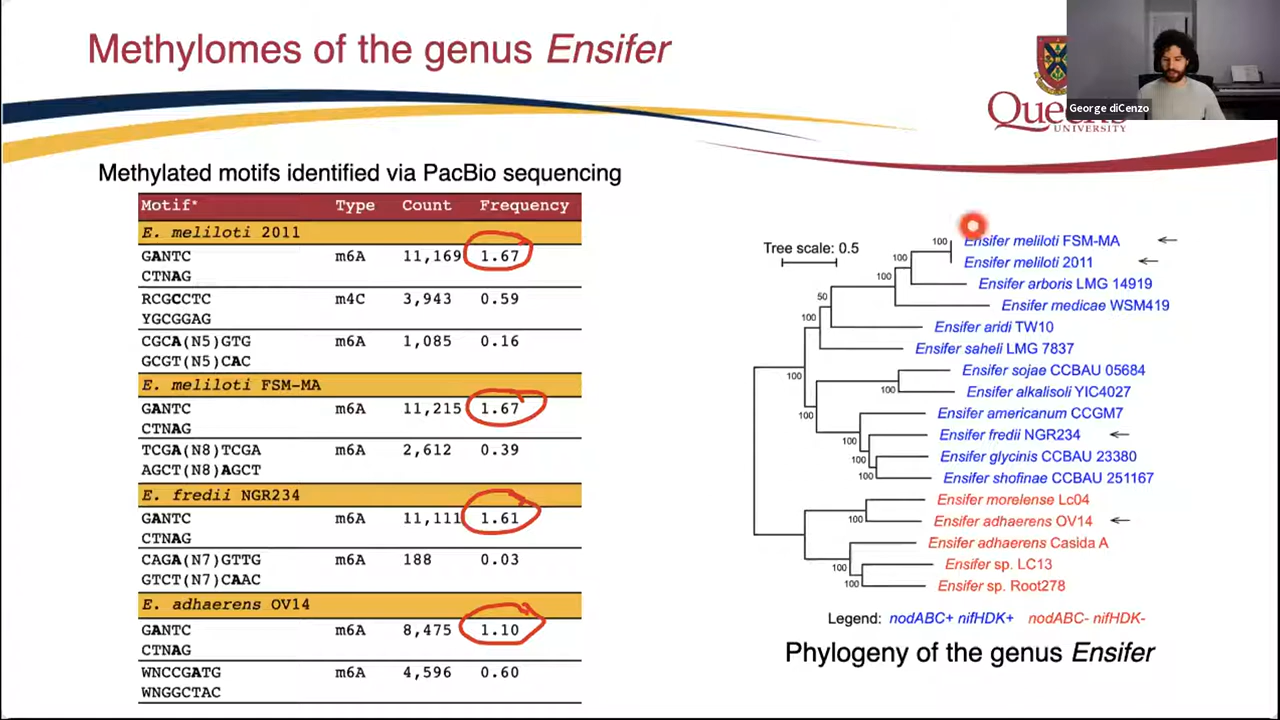 Methylomes of the genus Ensifer
George diCenzo
Queen's
UNIVERSITY
Methylated motifs identified via PacBio sequencing
Motif* Type Count Frequency
E. meliloti 2011
GANTC m6A 11,169 1.67
CTNAG
RCGCCTC m4C 3,943 0.59
YGCGGAG
CGCA(N5)GTG m6A 1,085 0.16
GCGT(N5)CAC
E. meliloti FSM-MA
GANTC m6A 11,215 1.67
CTNAG
TCGA(N8)TCGA m6A 2,612 0.39
AGCT(N8)AGCT
E. fredii NGR234
GANTC m6A 11,111 1.61
CTNAG
CAGA(N7)GTTG m6A 188 0.03
GTCT(N7)CAAC
E. adhaerens OV14
GANTC m6A 8,475 1.10
CTNAG
WNCCGATG m6A 4,596 0.60
WNGGCTAC
Tree scale: 0.5
100 Ensifer meliloti FSM-MA
100 Ensifer meliloti 2011
100 Ensifer arboris LMG 14919
Ensifer medicae WSM419
50
100 Ensifer aridi TW10
Ensifer saheli LMG 7837
100 Ensifer sojae CCBAU 05684
100 Ensifer alkalisoli YIC4027
100 Ensifer americanum CCGM7
100 Ensifer fredii NGR234
100 Ensifer glycinis CCBAU 23380
100 Ensifer shofinae CCBAU 251167
Ensifer morelense Lc04
100 Ensifer adhaerens OV14
Ensifer adhaerens Casida A
100 Ensifer sp. LC13
100 Ensifer sp. Root278
Legend: nodABC+ nifHDK+ nodABC- nifHDK-
Phylogeny of the genus Ensifer